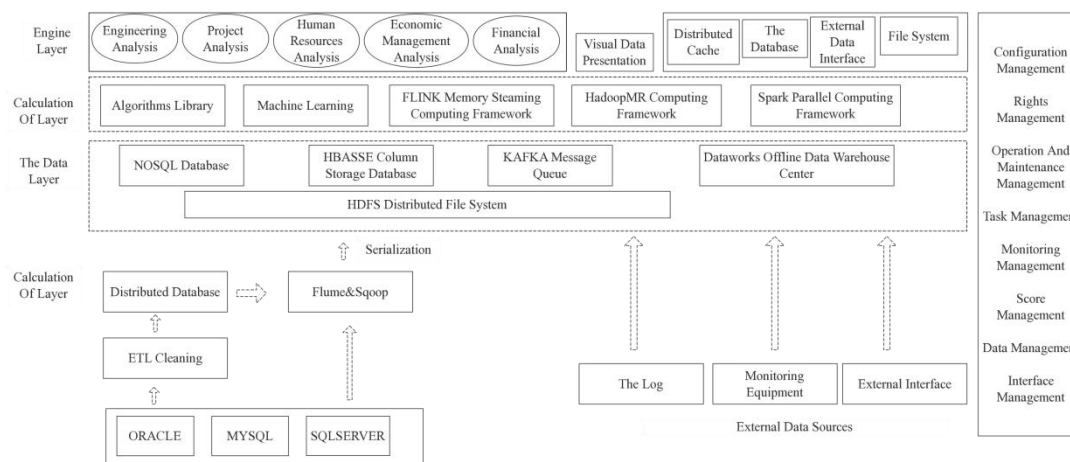 Engine
Layer
Engineering
Analysis
Project
Analysis
Human
Resources
Analysis
Economic
Management
Analysis
Financial
Analysis
Visual Data
Presentation
Distributed
Cache
The
Database
External
Data
Interface
File System
Calculation
Of Layer
Algorithms Library
Machine Learning
FLINK Memory Steaming
Computing Framework
HadoopMR Computing
Framework
Spark Parallel Computing
Framework
The Data
Layer
NOSQL Database
HBASSE Column
Storage Database
KAFKA Message
Queue
Dataworks Offline Data Warehouse
Center
HDFS Distributed File System
Serialization
Calculation
Of Layer
Distributed Database
Flume&Sqoop
ETL Cleaning
ORACLE
MYSQL
SQLSERVER
The Log
Monitoring
Equipment
External Interface
External Data Sources
Configuration
Management
Rights
Management
Operation And
Maintenance
Management
Task Management
Monitoring
Management
Score
Management
Data Management
Interface
Management